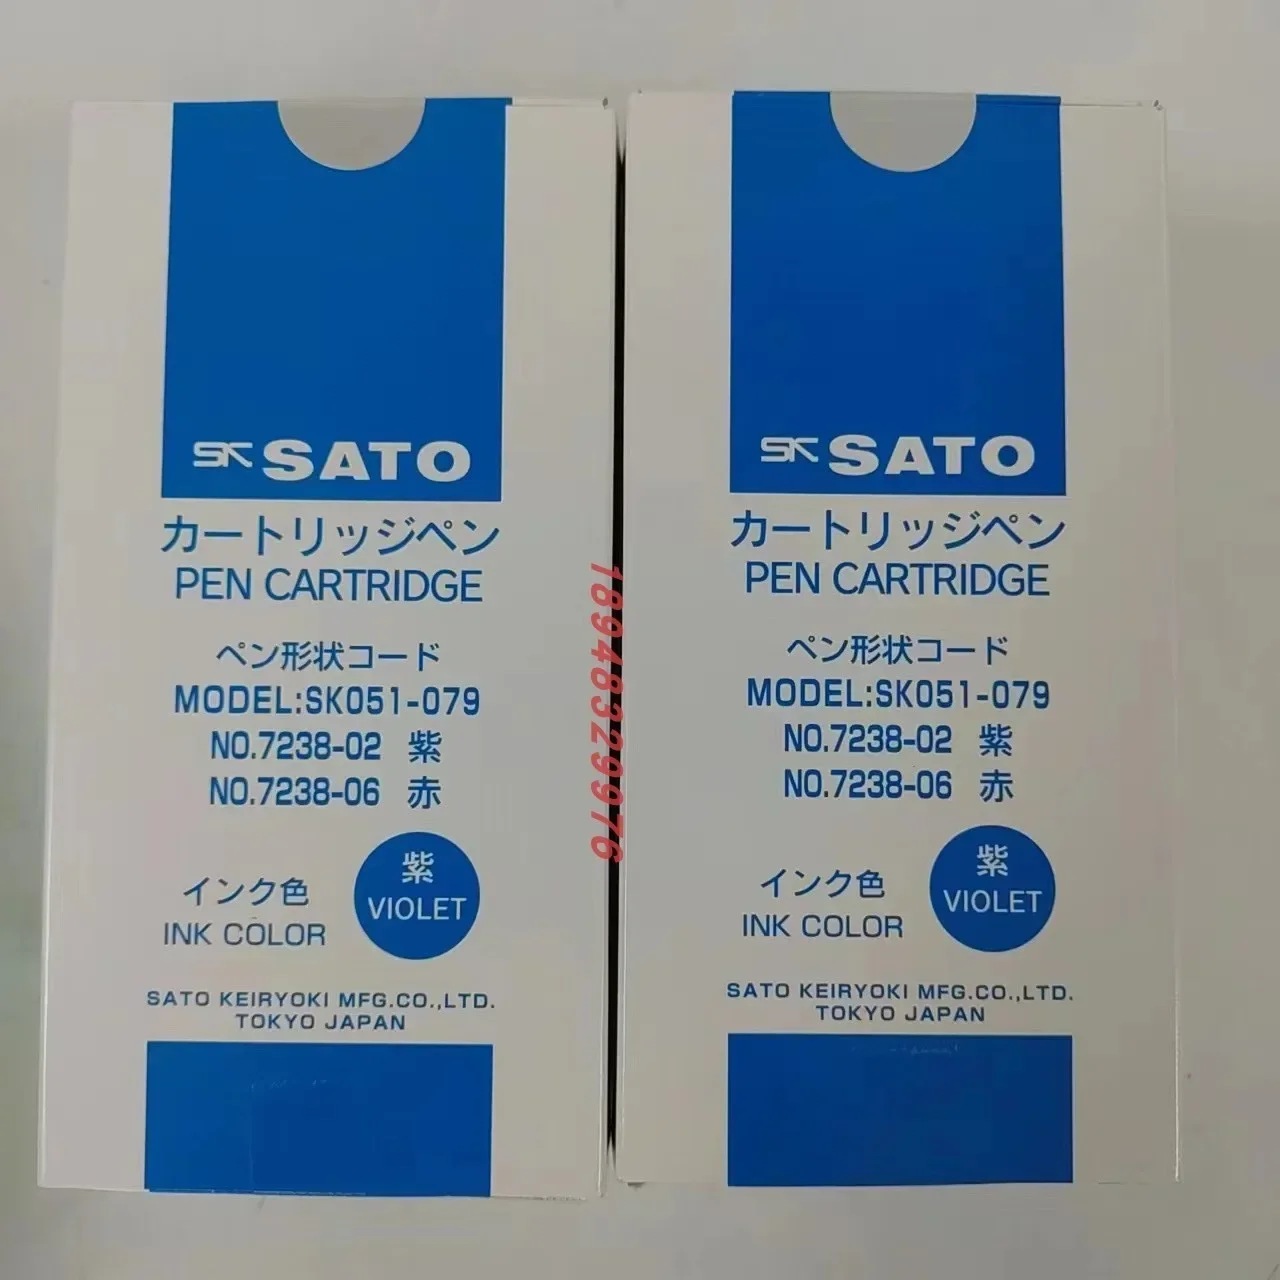 SK SATO
カートリッジペン
PEN CARTRIDGE
ペン形状コード
MODEL:SK051-079
NO.7238-02 紫
NO.7238-06 赤
インク色
INK COLOR
紫
VIOLET
SATO KEIRYOKI MFG.CO.,LTD.
TOKYO JAPAN
18948329976
SK SATO
カートリッジペン
PEN CARTRIDGE
ペン形状コード
MODEL:SK051-079
NO.7238-02 紫
NO.7238-06 赤
インク色
INK COLOR
紫
VIOLET
SATO KEIRYOKI MFG.CO.,LTD.
TOKYO JAPAN